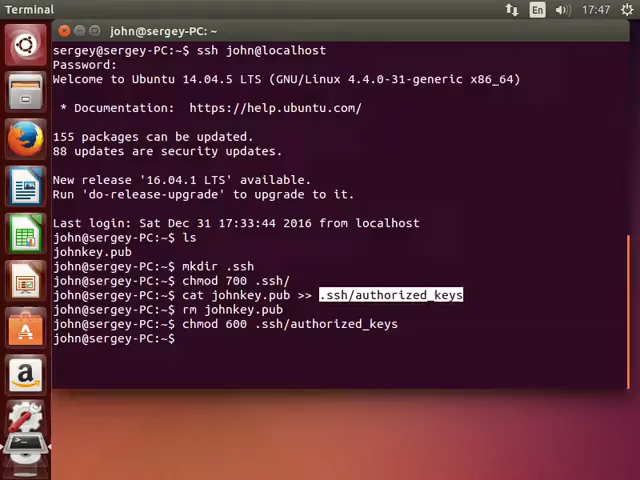 Terminal
En
17:47
john@sergey-PC: ~
sergey@sergey-PC:~$ ssh john@localhost
Password:
Welcome to Ubuntu 14.04.5 LTS (GNU/Linux 4.4.0-31-generic x86_64)
* Documentation:  https://help.ubuntu.com/
155 packages can be updated.
88 updates are security updates.
New release '16.04.1 LTS' available.
Run 'do-release-upgrade' to upgrade to it.
Last login: Sat Dec 31 17:33:44 2016 from localhost
john@sergey-PC:~$ ls
johnkey.pub
john@sergey-PC:~$ mkdir .ssh
john@sergey-PC:~$ chmod 700 .ssh/
john@sergey-PC:~$ cat johnkey.pub >> .ssh/authorized_keys
john@sergey-PC:~$ rm johnkey.pub
john@sergey-PC:~$ chmod 600 .ssh/authorized_keys
john@sergey-PC:~$